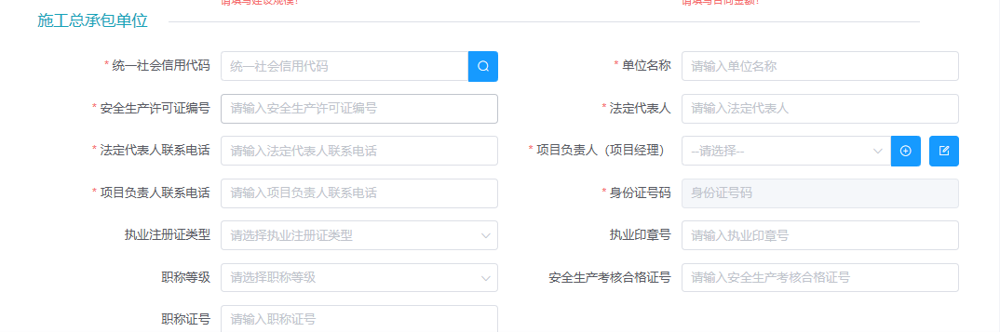 请填写建设规模！ 请填写合同金额！
施工总承包单位
* 统一社会信用代码 统一社会信用代码 * 单位名称 请输入单位名称
* 安全生产许可证编号 请输入安全生产许可证编号 * 法定代表人 请输入法定代表人
* 法定代表人联系电话 请输入法定代表人联系电话 * 项目负责人（项目经理） --请选择--
* 项目负责人联系电话 请输入项目负责人联系电话 * 身份证号码 身份证号码
执业注册证类型 请选择执业注册证类型 执业印章号 请输入执业印章号
职称等级 请选择职称等级 安全生产考核合格证号 请输入安全生产考核合格证号
职称证号 请输入职称证号